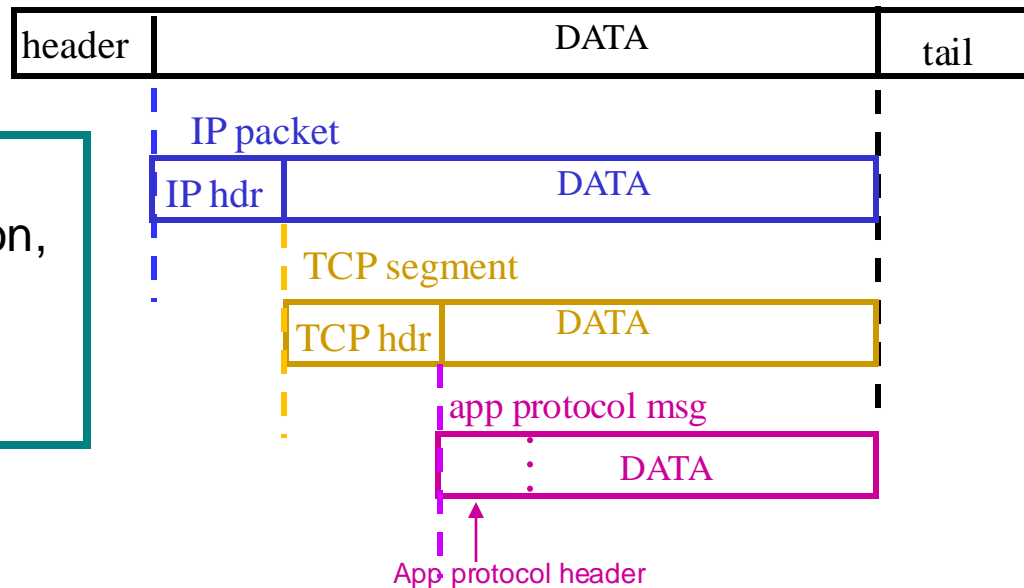 header DATA tail
IP packet
IP hdr DATA
on,
TCP segment
TCP hdr DATA
app protocol msg
DATA
App protocol header